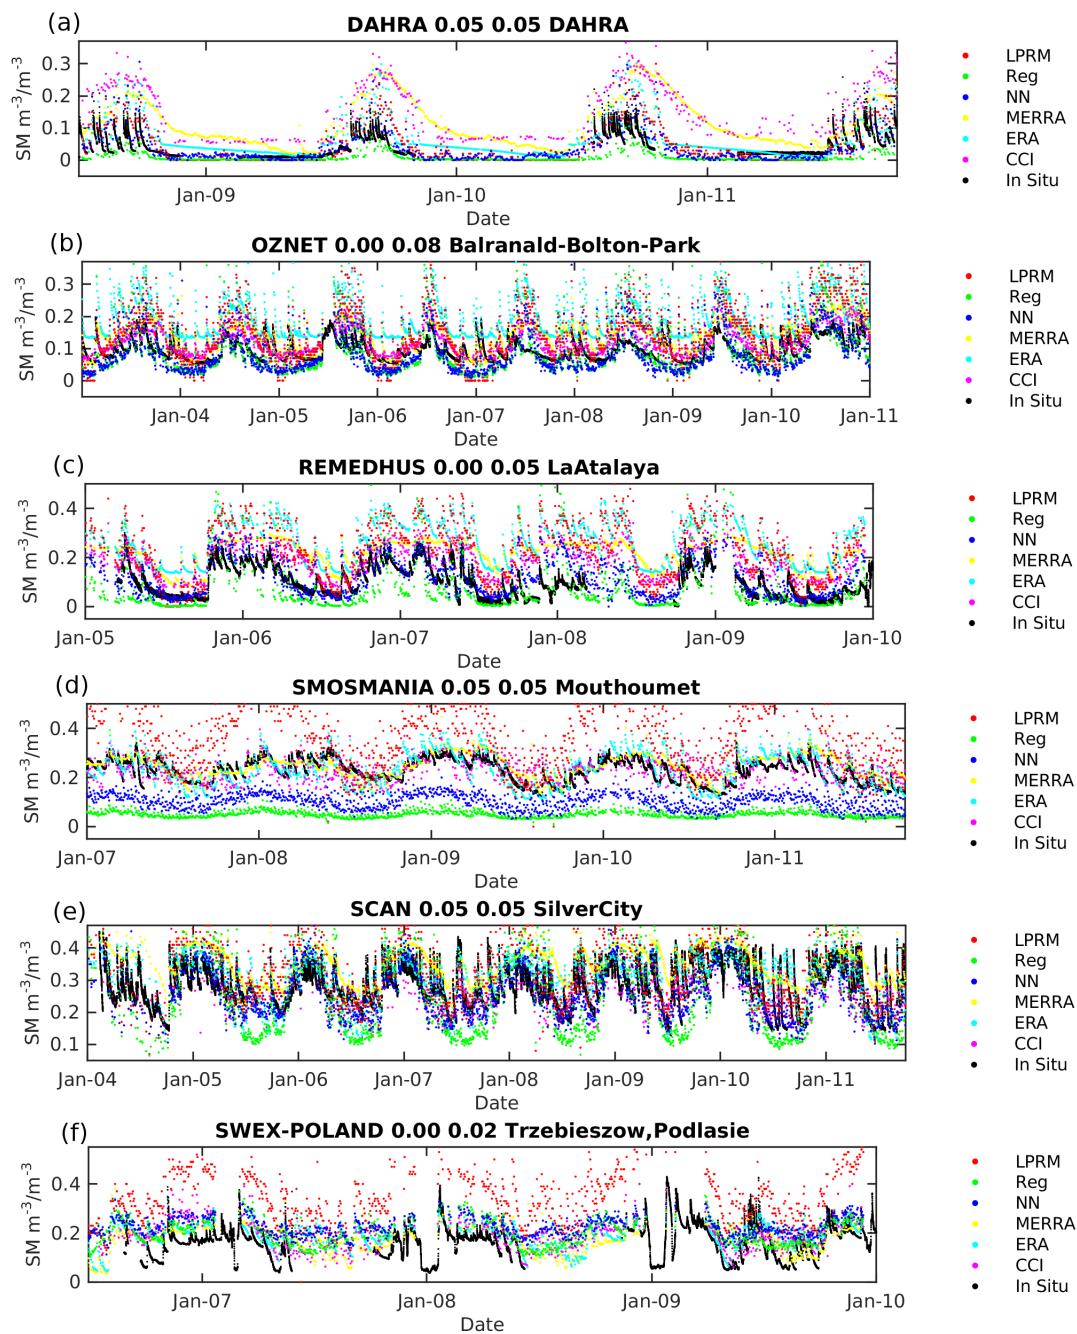 (a)
DAHRA 0.05 0.05 DAHRA
SM m-3/m-3
0.3
0.2
0.1
0
Jan-09 Jan-10 Jan-11
Date
LPRM
Reg
NN
MERRA
ERA
CCI
In Situ
(b)
OZNET 0.00 0.08 Balranald-Bolton-Park
SM m-3/m-3
0.3
0.2
0.1
0
Jan-04 Jan-05 Jan-06 Jan-07 Jan-08 Jan-09 Jan-10 Jan-11
Date
LPRM
Reg
NN
MERRA
ERA
CCI
In Situ
(c)
REMEDHUS 0.00 0.05 LaAtalaya
SM m-3/m-3
0.4
0.2
0
Jan-05 Jan-06 Jan-07 Jan-08 Jan-09 Jan-10
Date
LPRM
Reg
NN
MERRA
ERA
CCI
In Situ
(d)
SMOSMANIA 0.05 0.05 Mouthoumet
SM m-3/m-3
0.4
0.2
0
Jan-07 Jan-08 Jan-09 Jan-10 Jan-11
Date
LPRM
Reg
NN
MERRA
ERA
CCI
In Situ
(e)
SCAN 0.05 0.05 SilverCity
SM m-3/m-3
0.4
0.3
0.2
0.1
Jan-04 Jan-05 Jan-06 Jan-07 Jan-08 Jan-09 Jan-10 Jan-11
Date
LPRM
Reg
NN
MERRA
ERA
CCI
In Situ
(f)
SWEX-POLAND 0.00 0.02 Trzebieszow,Podlasie
SM m-3/m-3
0.4
0.2
0
Jan-07 Jan-08 Jan-09 Jan-10
Date
LPRM
Reg
NN
MERRA
ERA
CCI
In Situ